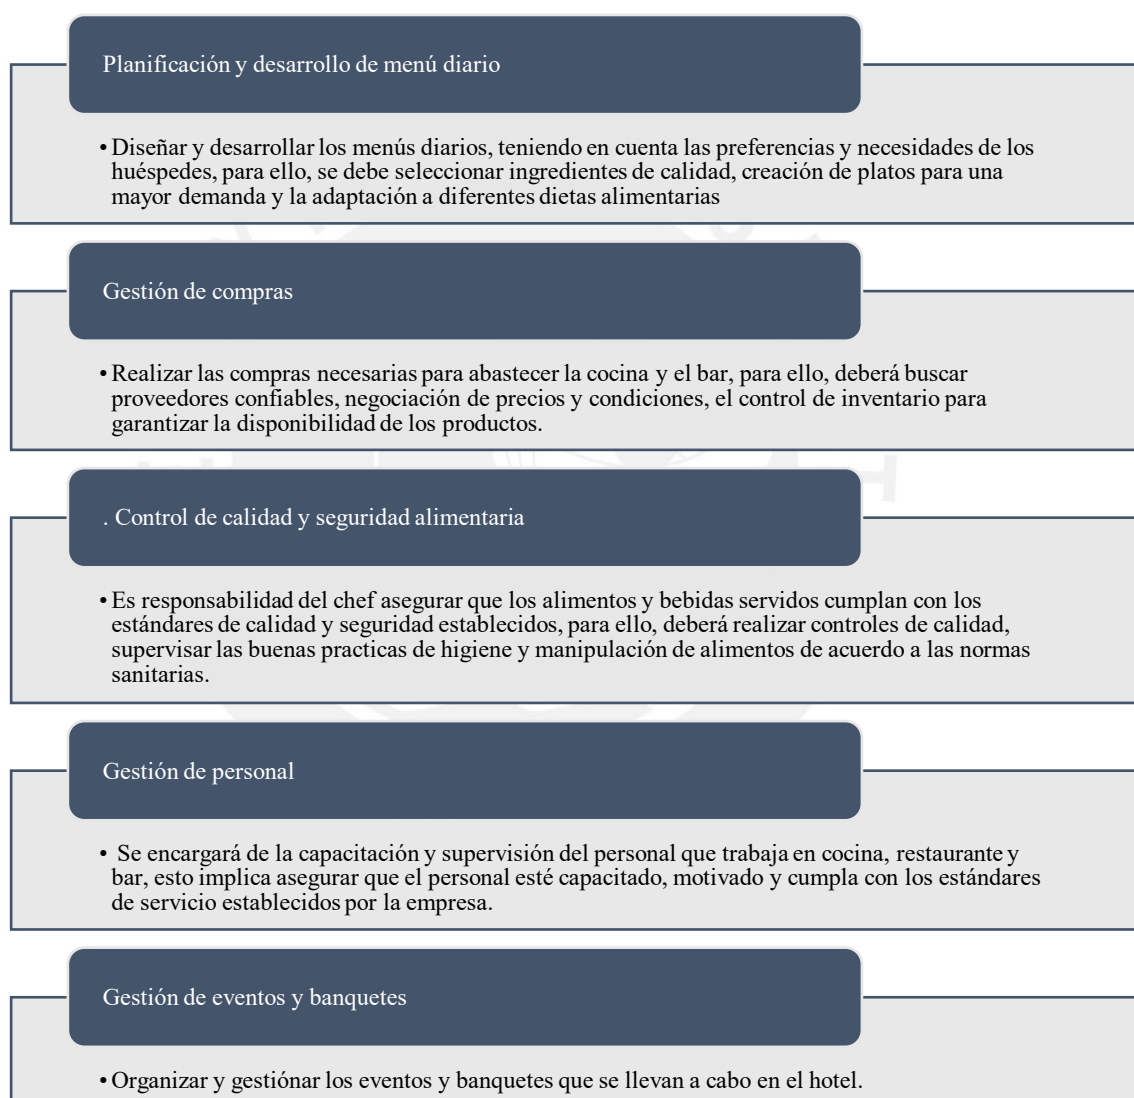 Planificación y desarrollo de menú diario
• Diseñar y desarrollar los menús diarios, teniendo en cuenta las preferencias y necesidades de los
huéspedes, para ello, se debe seleccionar ingredientes de calidad, creación de platos para una
mayor demanda y la adaptación a diferentes dietas alimentarias
Gestión de compras
• Realizar las compras necesarias para abastecer la cocina y el bar, para ello, deberá buscar
proveedores confiables, negociación de precios y condiciones, el control de inventario para
garantizar la disponibilidad de los productos.
. Control de calidad y seguridad alimentaria
• Es responsabilidad del chef asegurar que los alimentos y bebidas servidos cumplan con los
estándares de calidad y seguridad establecidos, para ello, deberá realizar controles de calidad,
supervisar las buenas practicas de higiene y manipulación de alimentos de acuerdo a las normas
sanitarias.
Gestión de personal
• Se encargará de la capacitación y supervisión del personal que trabaja en cocina, restaurante y
bar, esto implica asegurar que el personal esté capacitado, motivado y cumpla con los estándares
de servicio establecidos por la empresa.
Gestión de eventos y banquetes
• Organizar y gestiónar los eventos y banquetes que se llevan a cabo en el hotel.